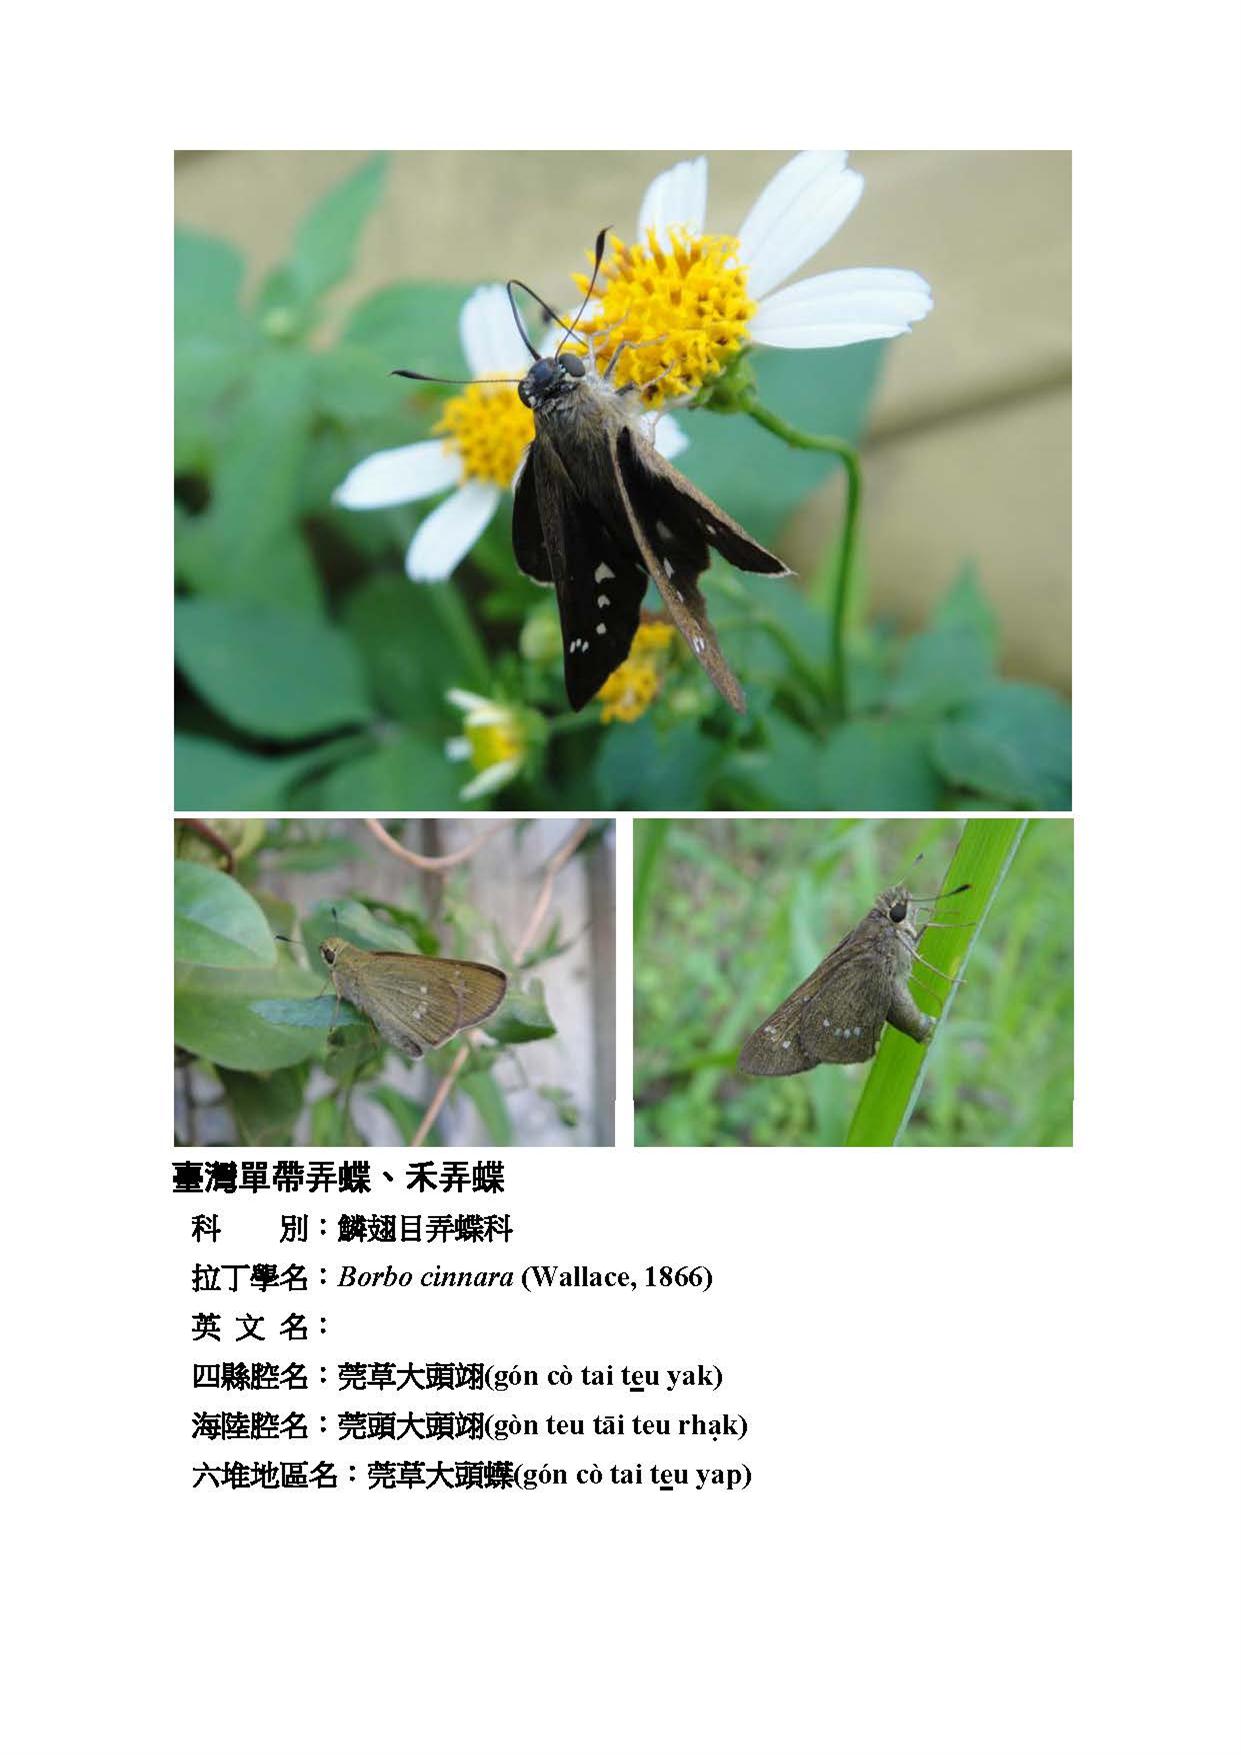 臺灣單帶弄蝶、禾弄蝶
科　　別：鱗翅目弄蝶科
拉丁學名：Borbo cinnara (Wallace, 1866)
英 文 名：
四縣腔名：莞草大頭翊(gón cò tai te̲u yak)
海陸腔名：莞頭大頭翊(gòn teu tāi teu rhạk)
六堆地區名：莞草大頭蠂(gón cò tai te̲u yap)